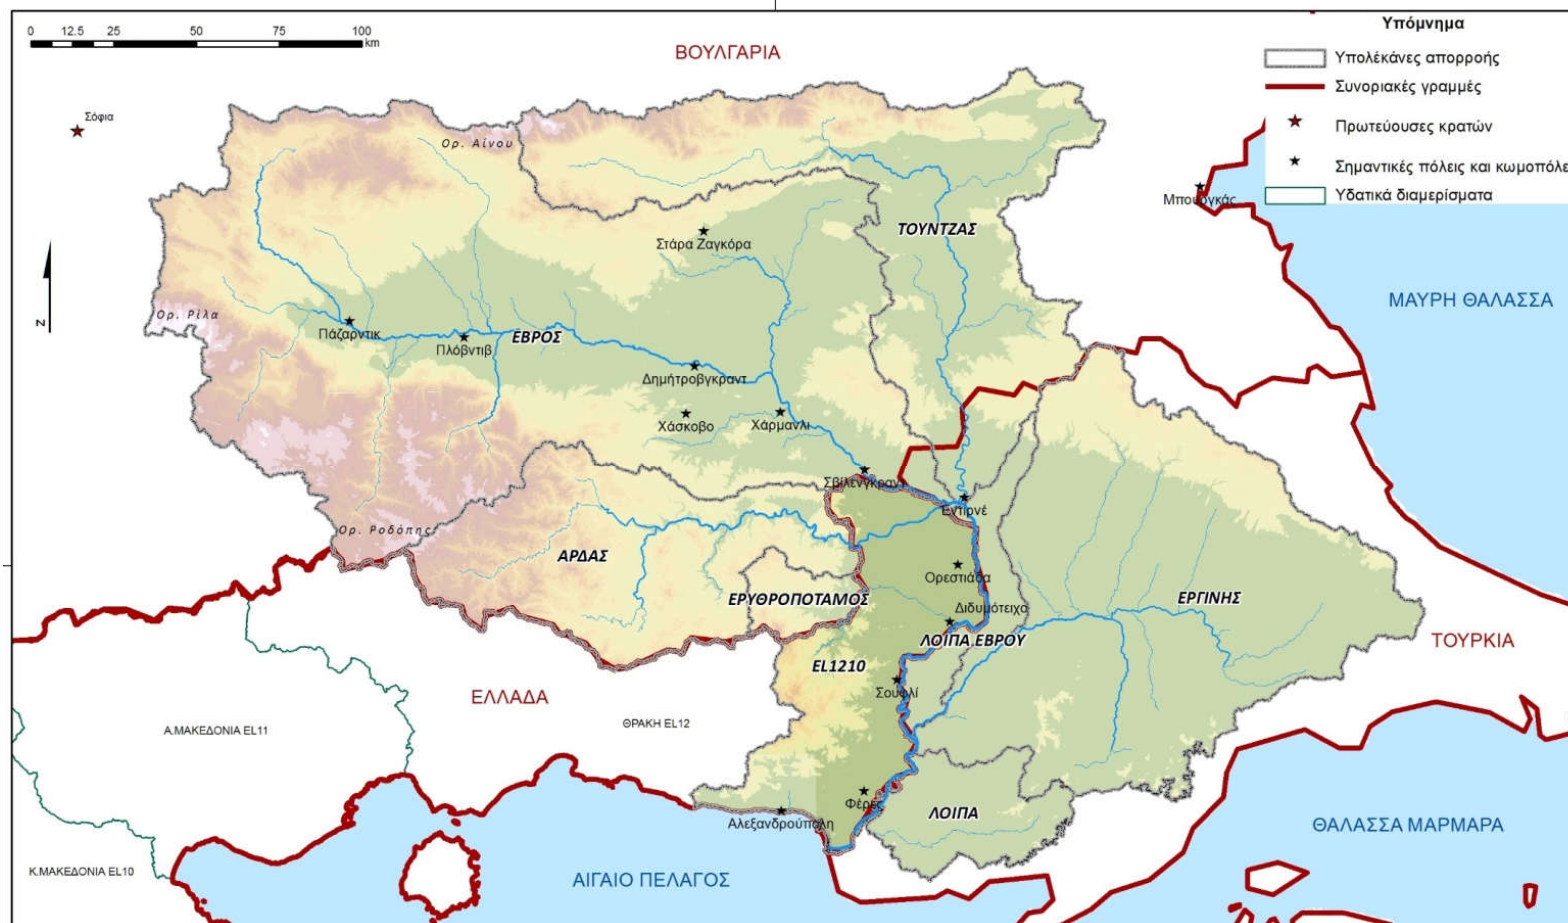 0 12.5 25 50 75 100
km
ΒΟΥΛΓΑΡΙΑ
Υπόμνημα
Υπολέκάνες απορροής
Συνοριακές γραμμές
Πρωτεύουσες κρατών
Σημαντικές πόλεις και κωμοπόλε
Υδατικά διαμερίσματα
Σόφια
Ορ. Αίνου
Μπουργκάς
ΤΟΥΝΤΖΑΣ
Στάρα Ζαγκόρα
ΜΑΥΡΗ ΘΑΛΑΣΣΑ
Ορ. Ρίλα
Z
Πάζαρντικ
Πλόβντιβ
ΕΒΡΟΣ
Δημήτροβγκραντ
Χάσκοβο
Χάρμανλι
Σβίλενγκραντ
Εντιρνέ
Ορ. Ροδόπης
ΑΡΔΑΣ
Ορεστιάδα
ΕΡΥΘΡΟΠΟΤΑΜΟΣ
ΕΡΓΙΝΗΣ
Διδυμότειχο
ΛΟΙΠΑ ΕΒΡΟΥ
ΤΟΥΡΚΙΑ
EL1210
Σουφλί
ΕΛΛΑΔΑ
ΘΡΑΚΗ EL12
Α.ΜΑΚΕΔΟΝΙΑ EL11
Φέρες
ΛΟΙΠΑ
Αλεξανδρούπολη
ΘΑΛΑΣΣΑ ΜΑΡΜΑΡΑ
Κ.ΜΑΚΕΔΟΝΙΑ EL10
ΑΙΓΑΙΟ ΠΕΛΑΓΟΣ